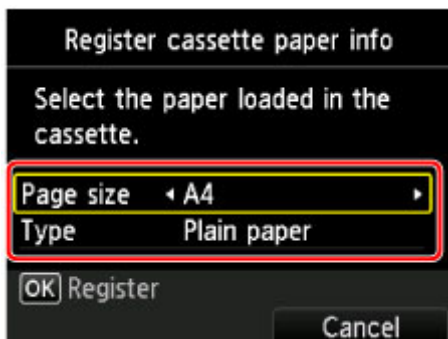 Register cassette paper info
Select the paper loaded in the
cassette.
Page size A4
Type Plain paper
OK Register
Cancel